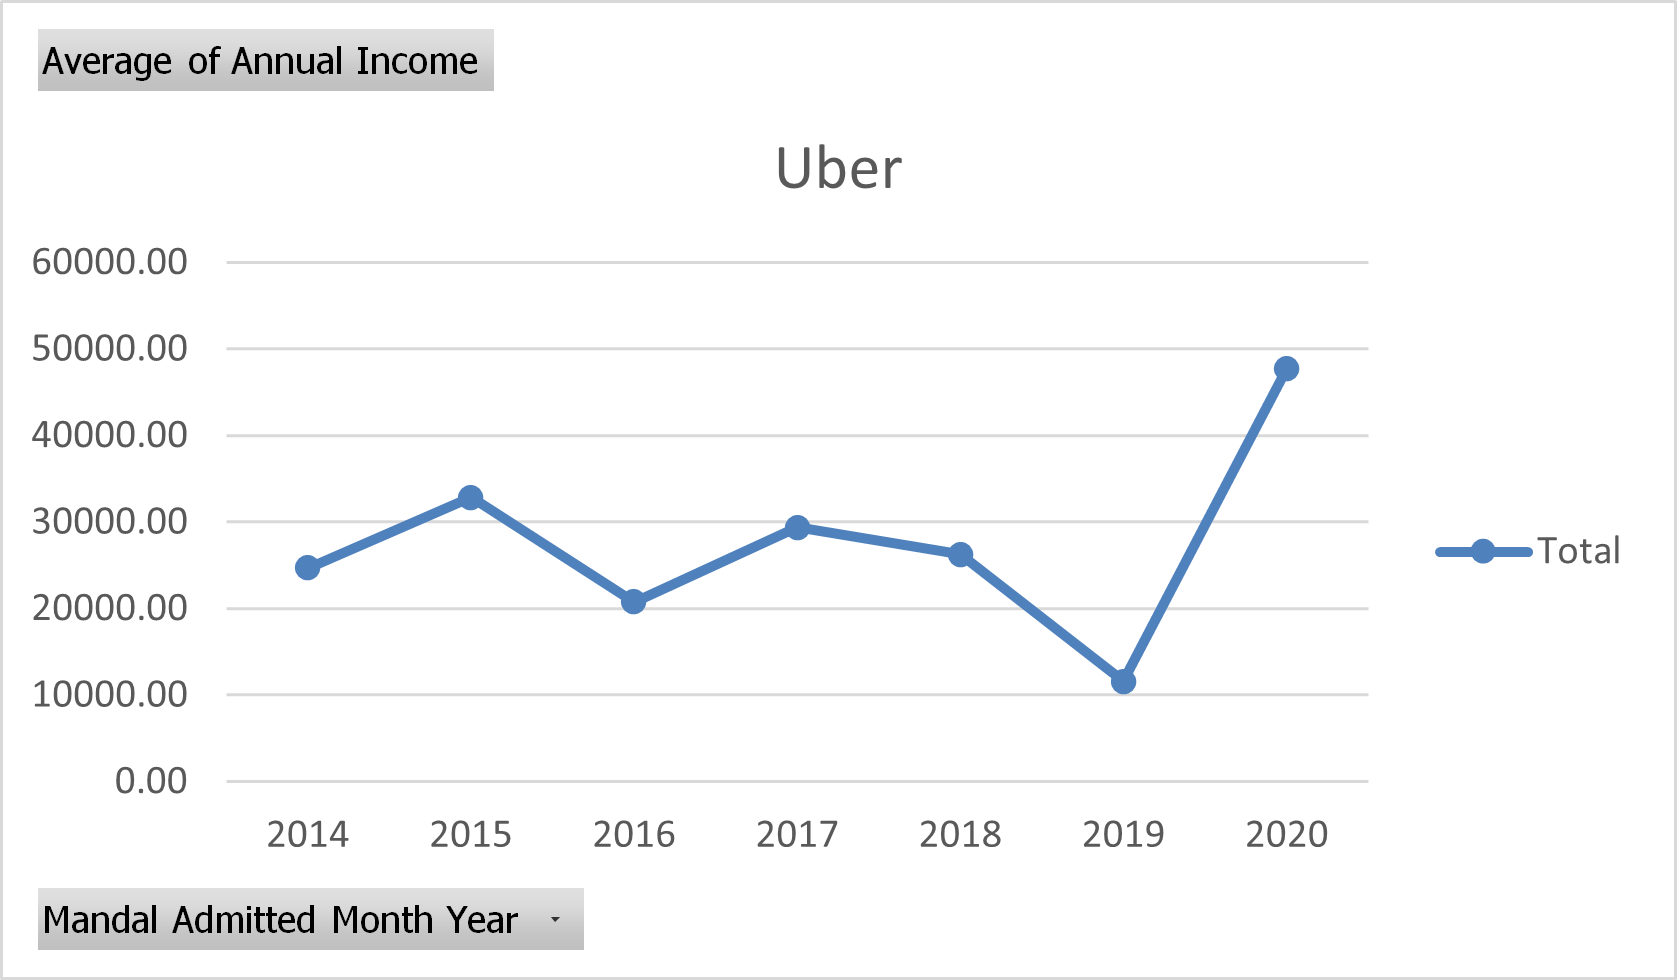 Average of Annual Income
Uber
60000.00
50000.00
40000.00
30000.00
20000.00
10000.00
0.00
2014 2015 2016 2017 2018 2019 2020
Total
Mandal Admitted Month Year